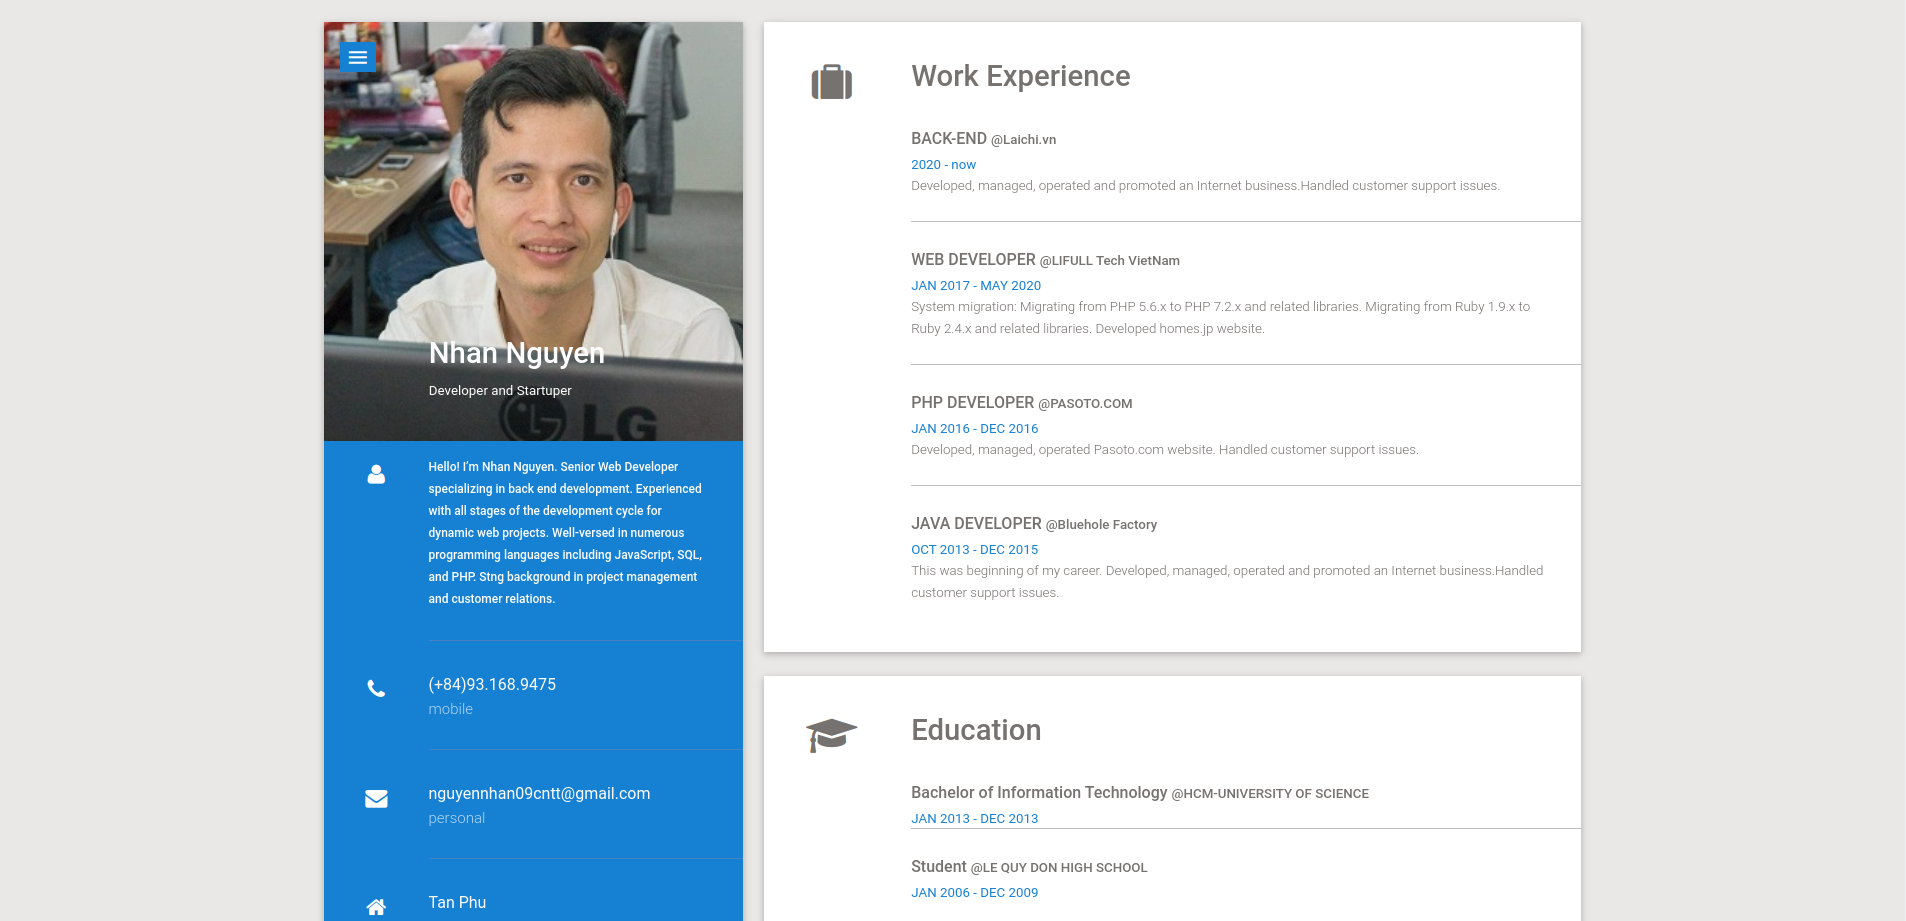 Nhan Nguyen
Developer and Startuper
LG
Hello! I'm Nhan Nguyen. Senior Web Developer
specializing in back end development. Experienced
with all stages of the development cycle for
dynamic web projects. Well-versed in numerous
programming languages including JavaScript, SQL,
and PHP. Stng background in project management
and customer relations.
(+84)93.168.9475
mobile
nguyennhan09cntt@gmail.com
personal
Tan Phu
Work Experience
BACK-END @Laichi.vn
2020 - now
Developed, managed, operated and promoted an Internet business.Handled customer support issues.
WEB DEVELOPER @LIFULL Tech VietNam
JAN 2017 - MAY 2020
System migration: Migrating from PHP 5.6.x to PHP 7.2.x and related libraries. Migrating from Ruby 1.9.x to
Ruby 2.4.x and related libraries. Developed homes.jp website.
PHP DEVELOPER @PASOTO.COM
JAN 2016 - DEC 2016
Developed, managed, operated Pasoto.com website. Handled customer support issues.
JAVA DEVELOPER @Bluehole Factory
OCT 2013 - DEC 2015
This was beginning of my career. Developed, managed, operated and promoted an Internet business.Handled
customer support issues.
Education
Bachelor of Information Technology @HCM-UNIVERSITY OF SCIENCE
JAN 2013 - DEC 2013
Student @LE QUY DON HIGH SCHOOL
JAN 2006 - DEC 2009